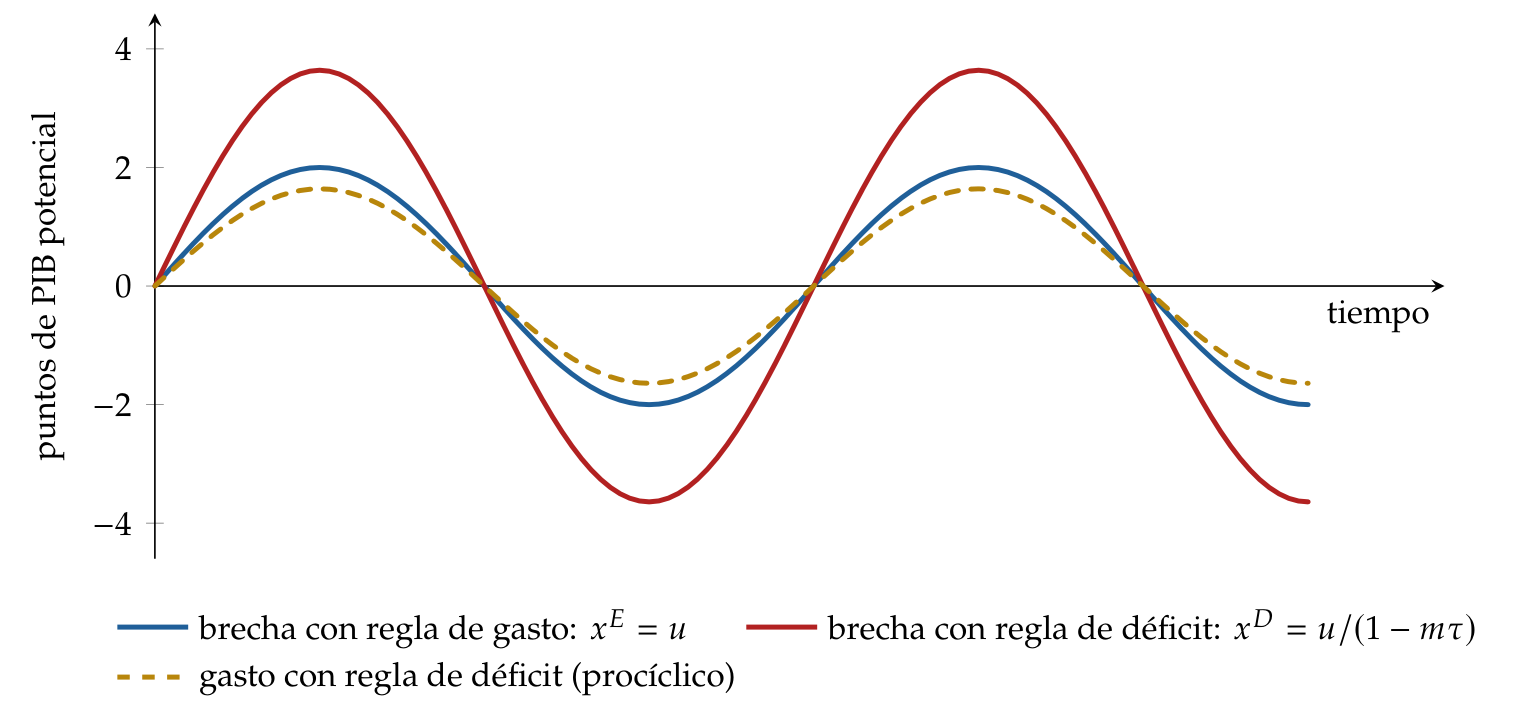 4
2
0
−2
−4
puntos de PIB potencial
tiempo
brecha con regla de gasto: x^E = u
brecha con regla de déficit: x^D = u/(1 − mτ)
gasto con regla de déficit (procíclico)